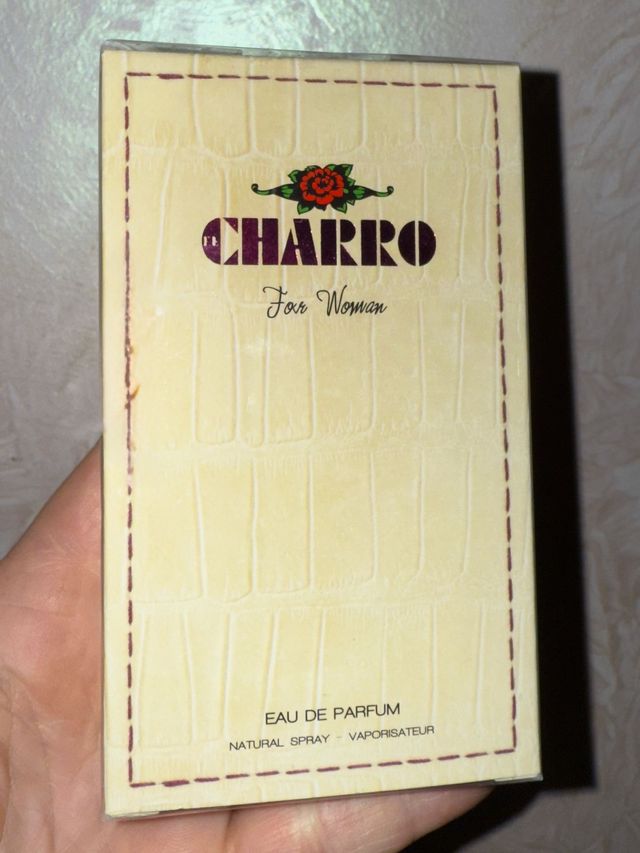 EL CHARRO
For Woman
EAU DE PARFUM
NATURAL SPRAY - VAPORISATEUR